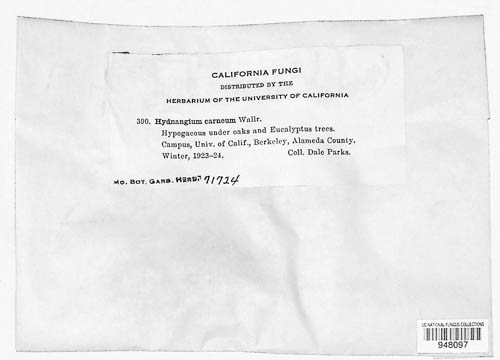 CALIFORNIA FUNGI
DISTRIBUTED BY THE
HERBARIUM OF THE UNIVERSITY OF CALIFORNIA
390. Hydnangium carneum Wallr.
Hypogaeous under oaks and Eucalyptus trees.
Campus, Univ. of Calif., Berkeley, Alameda County.
Winter, 1923–24. Coll. Dale Parks.
MO. BOT. GARD. HERB. 71724
US NATIONAL FUNGUS COLLECTIONS
948097